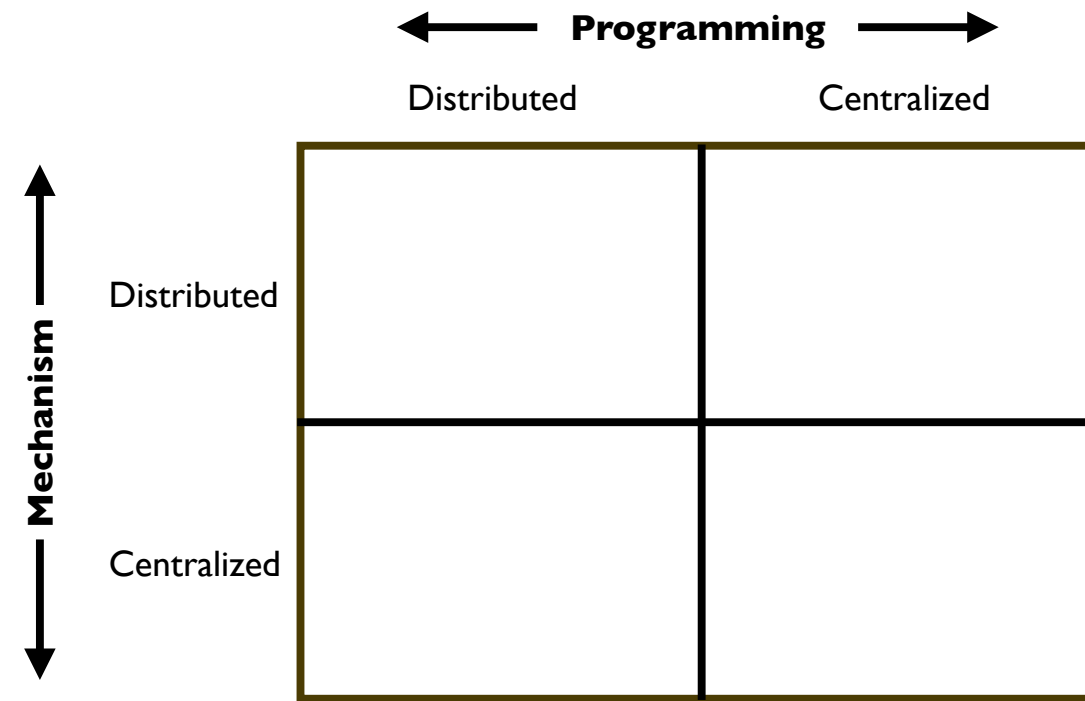 Programming
Distributed Centralized
Mechanism
Distributed
Centralized